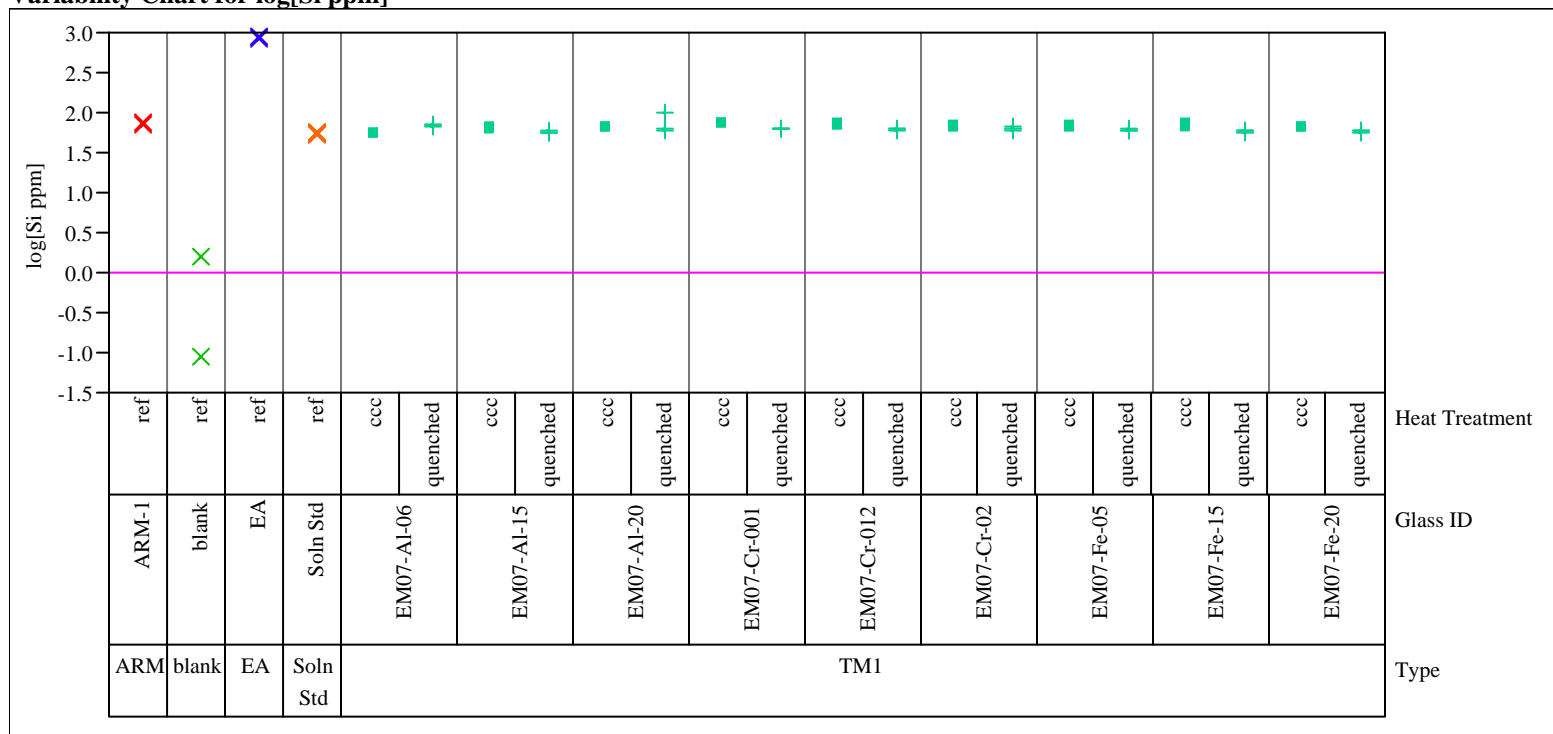 Variability Chart for log[Si ppm]
log[Si ppm]
3.0
2.5
2.0
1.5
1.0
0.5
0.0
-0.5
-1.0
-1.5
ref
ref
ref
ref
ccc
quenched
ccc
quenched
ccc
quenched
ccc
quenched
ccc
quenched
ccc
quenched
ccc
quenched
ccc
quenched
ccc
quenched
Heat Treatment
ARM-1
blank
EA
Soln Std
EM07-Al-06
EM07-Al-15
EM07-Al-20
EM07-Cr-001
EM07-Cr-012
EM07-Cr-02
EM07-Fe-05
EM07-Fe-15
EM07-Fe-20
Glass ID
ARM
blank
EA
Soln
Std
TM1
Type